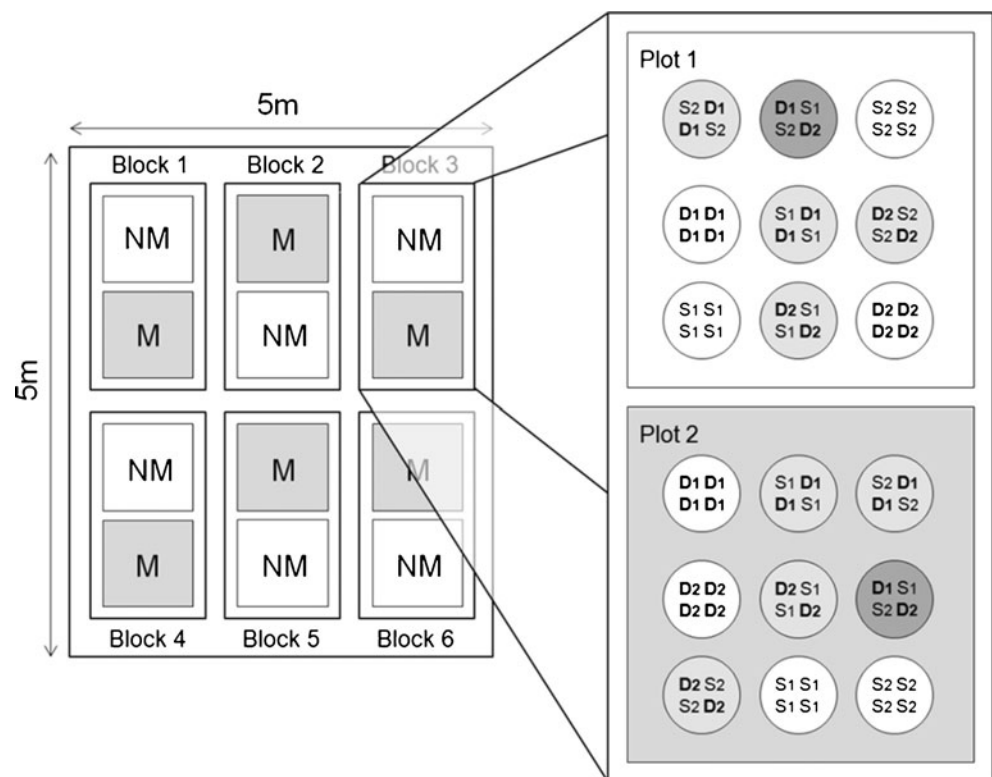 5m
5m
Block 1
Block 2
Block 3
NM
M
NM
M
NM
M
NM
M
M
M
NM
NM
Block 4
Block 5
Block 6
Plot 1
S2 D1
D1 S2
D1 S1
S2 D2
S2 S2
S2 S2
D1 D1
D1 D1
S1 D1
D1 S1
D2 S2
S2 D2
S1 S1
S1 S1
D2 S1
S1 D2
D2 D2
D2 D2
Plot 2
D1 D1
D1 D1
S1 D1
D1 S1
S2 D1
D1 S2
D2 D2
D2 D2
D2 S1
S1 D2
D1 S1
S2 D2
D2 S2
S2 D2
S1 S1
S1 S1
S2 S2
S2 S2